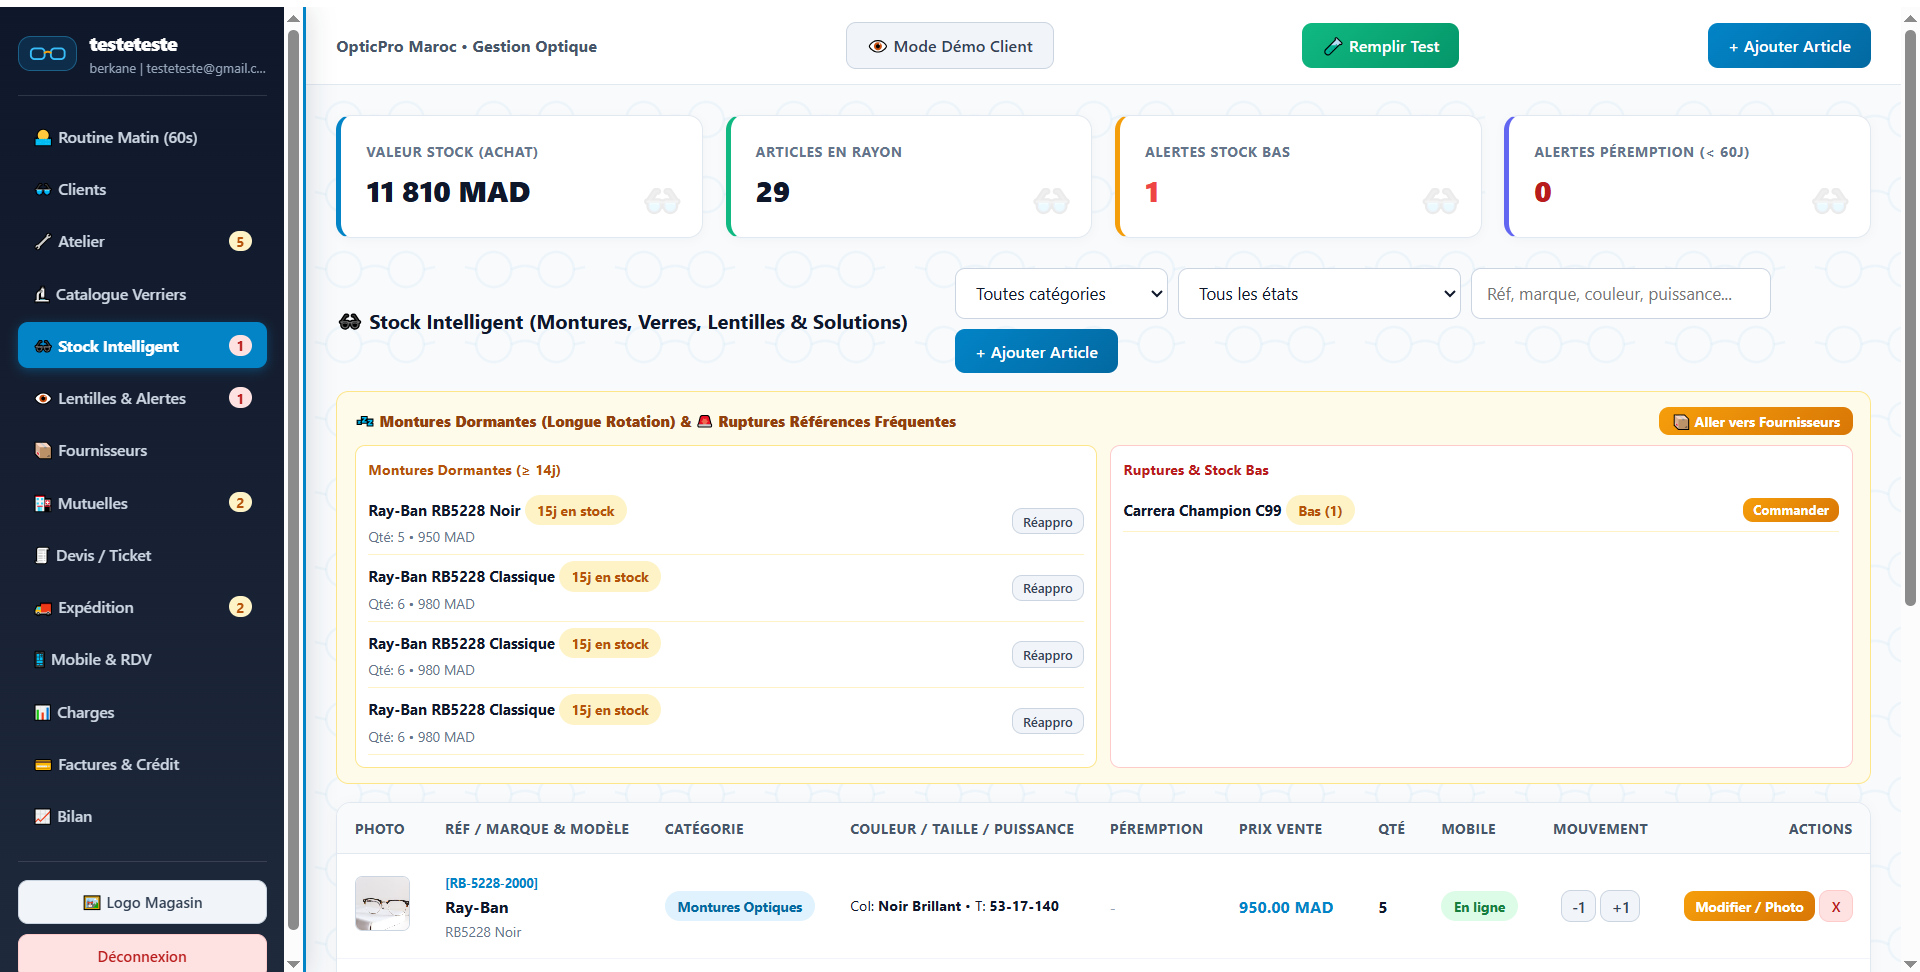 testeteste
berkane | testeteste@gmail.c...
Routine Matin (60s)
Clients
Atelier 5
Catalogue Verriers
Stock Intelligent 1
Lentilles & Alertes 1
Fournisseurs
Mutuelles 2
Devis / Ticket
Expédition 2
Mobile & RDV
Charges
Factures & Crédit
Bilan
Logo Magasin
Déconnexion
OpticPro Maroc • Gestion Optique
Mode Démo Client
Remplir Test
+ Ajouter Article
VALEUR STOCK (ACHAT)
11 810 MAD
ARTICLES EN RAYON
29
ALERTES STOCK BAS
1
ALERTES PÉREMPTION (< 60J)
0
Stock Intelligent (Montures, Verres, Lentilles & Solutions)
Toutes catégories
Tous les états
Réf, marque, couleur, puissance...
+ Ajouter Article
Montures Dormantes (Longue Rotation) & Ruptures Références Fréquentes
Aller vers Fournisseurs
Montures Dormantes (≥ 14j)
Ray-Ban RB5228 Noir 15j en stock
Qté: 5 • 950 MAD
Réappro
Ray-Ban RB5228 Classique 15j en stock
Qté: 6 • 980 MAD
Réappro
Ray-Ban RB5228 Classique 15j en stock
Qté: 6 • 980 MAD
Réappro
Ray-Ban RB5228 Classique 15j en stock
Qté: 6 • 980 MAD
Réappro
Ruptures & Stock Bas
Carrera Champion C99 Bas (1)
Commander
PHOTO RÉF / MARQUE & MODÈLE CATÉGORIE COULEUR / TAILLE / PUISSANCE PÉREMPTION PRIX VENTE QTÉ MOBILE MOUVEMENT ACTIONS
[RB-5228-2000]
Ray-Ban
RB5228 Noir
Montures Optiques
Col: Noir Brillant • T: 53-17-140
-
950.00 MAD
5
En ligne
-1 +1
Modifier / Photo X